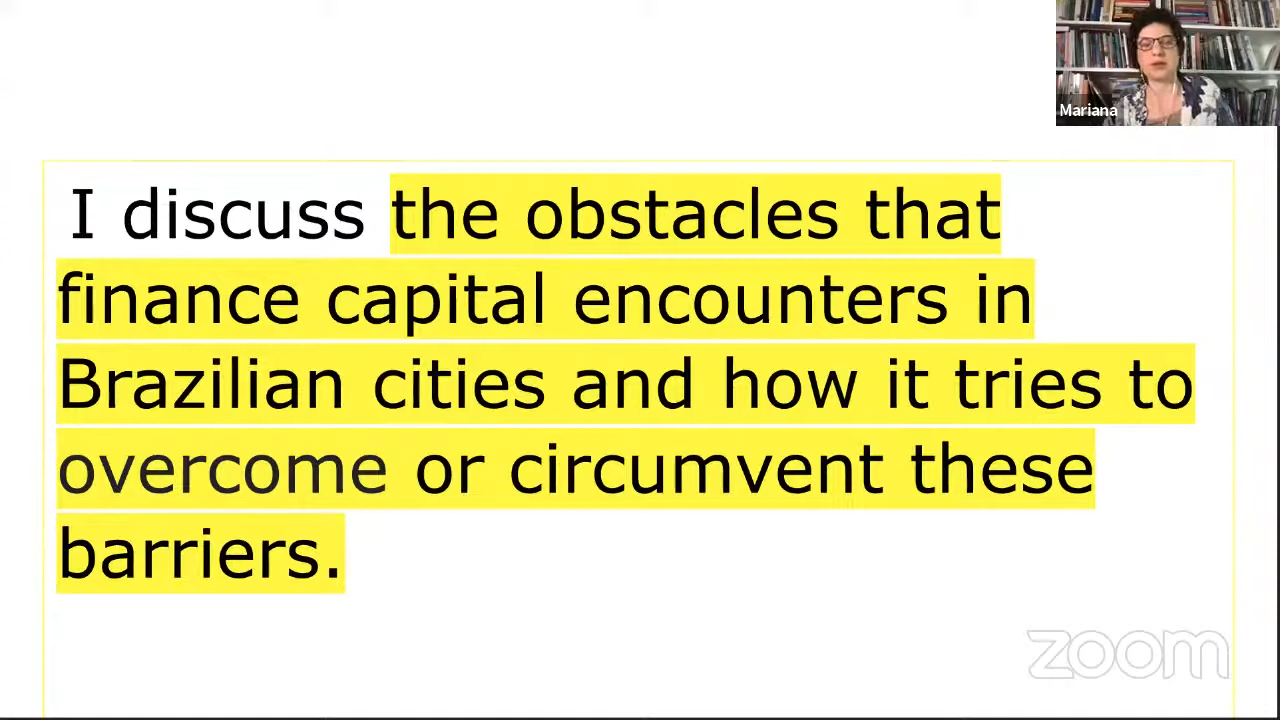 Mariana
I discuss the obstacles that
finance capital encounters in
Brazilian cities and how it tries to
overcome or circumvent these
barriers.
zoom